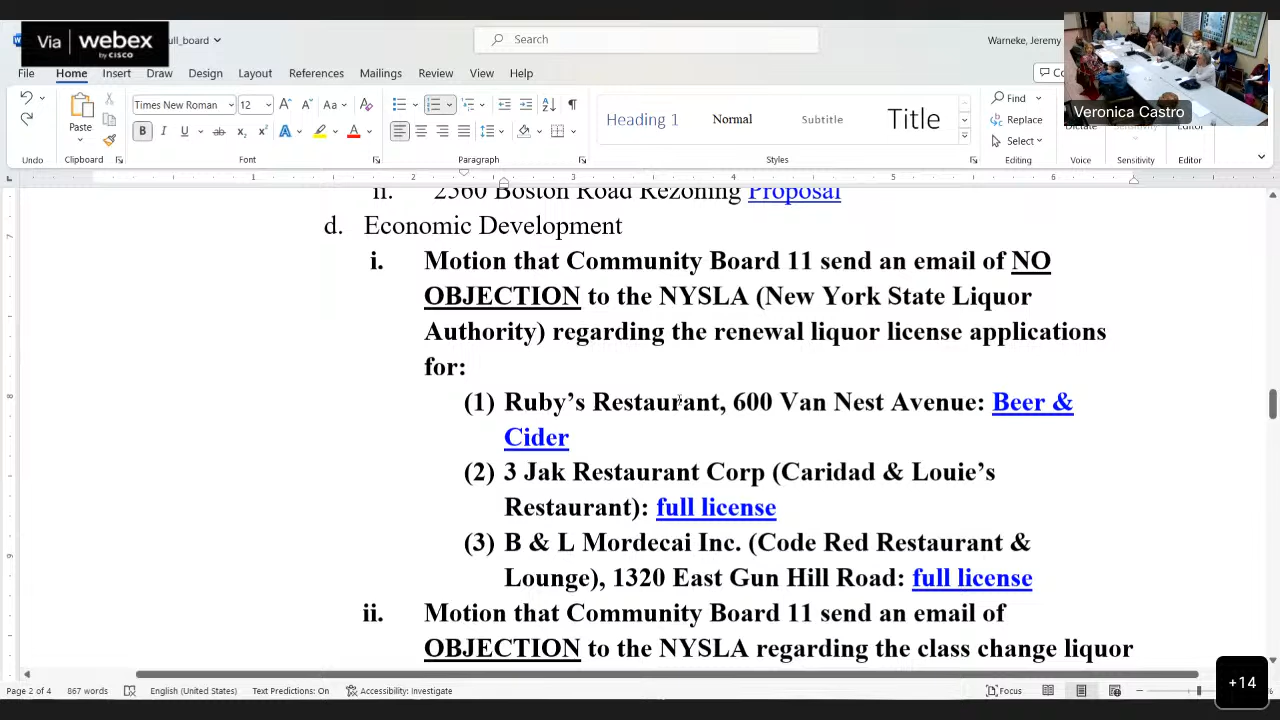 Via webex
by CISCO
ull_board
Search
Warneke, Jeremy
File Home Insert Draw Design Layout References Mailings Review View Help
Veronica Castro
Times New Roman 12
Paste
Find
Heading 1 Normal Subtitle Title
Replace
Select
Undo Clipboard Font Paragraph Styles Editing Voice Sensitivity Editor
1 2 3 4 5 6
ii. 2560 Boston Road Rezoning Proposal
d. Economic Development
i. Motion that Community Board 11 send an email of NO
OBJECTION to the NYSLA (New York State Liquor
Authority) regarding the renewal liquor license applications
for:
(1) Ruby’s Restaurant, 600 Van Nest Avenue: Beer &
Cider
(2) 3 Jak Restaurant Corp (Caridad & Louie’s
Restaurant): full license
(3) B & L Mordecai Inc. (Code Red Restaurant &
Lounge), 1320 East Gun Hill Road: full license
ii. Motion that Community Board 11 send an email of
OBJECTION to the NYSLA regarding the class change liquor
Page 2 of 4 867 words English (United States) Text Predictions: On Accessibility: Investigate Focus
+14